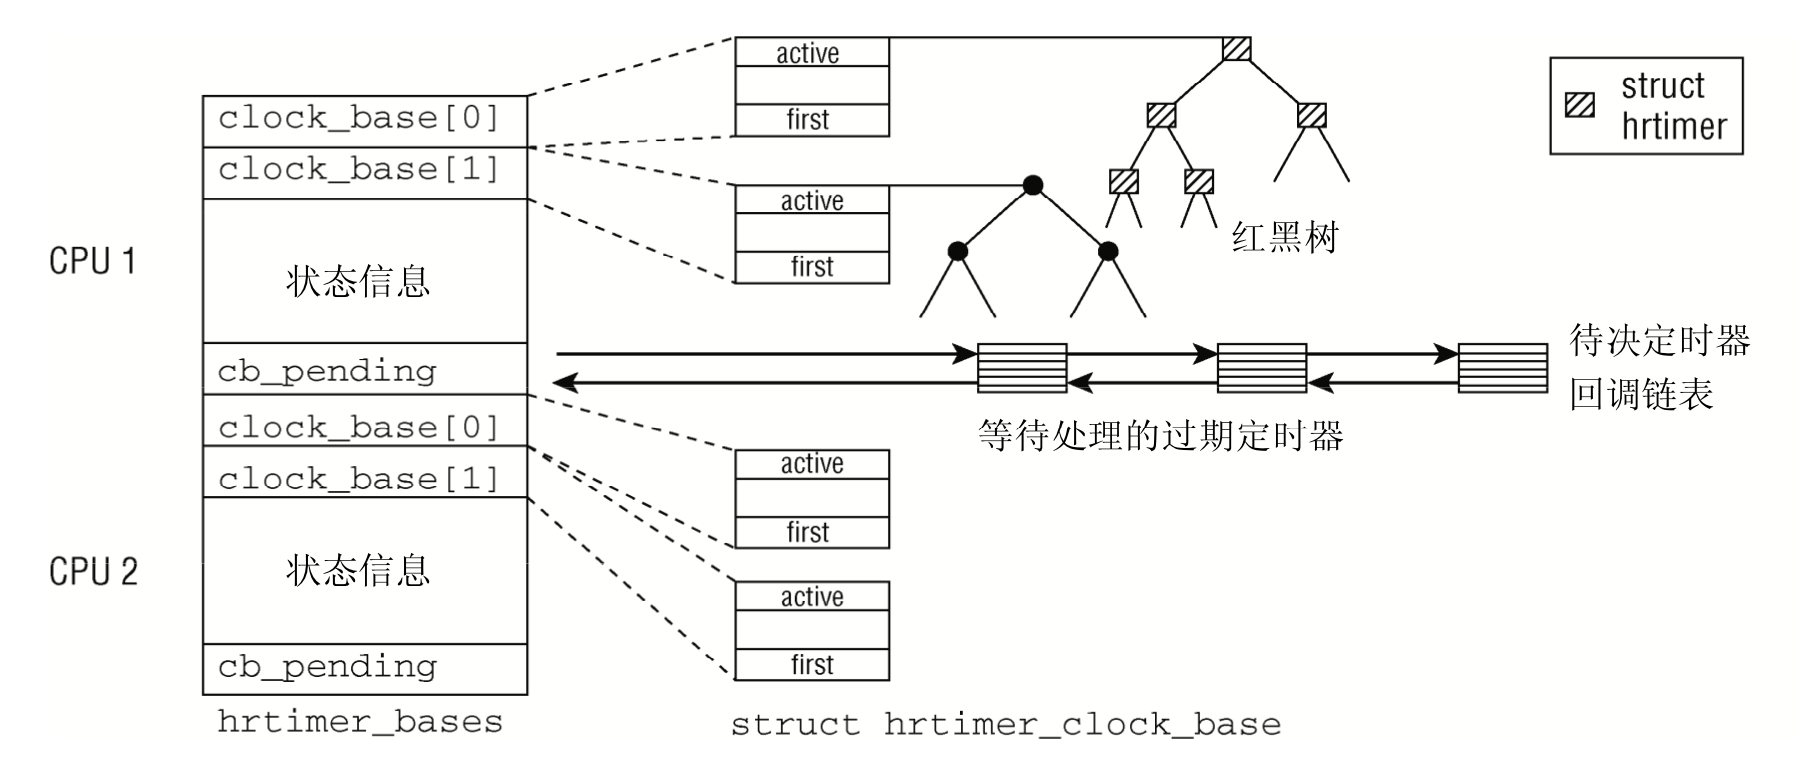 active
first
clock_base[0]
clock_base[1]
active
first
struct
hrtimer
红黑树
CPU 1
状态信息
cb_pending
待决定时器
回调链表
等待处理的过期定时器
clock_base[0]
clock_base[1]
active
first
CPU 2
状态信息
active
first
cb_pending
hrtimer_bases
struct hrtimer_clock_base